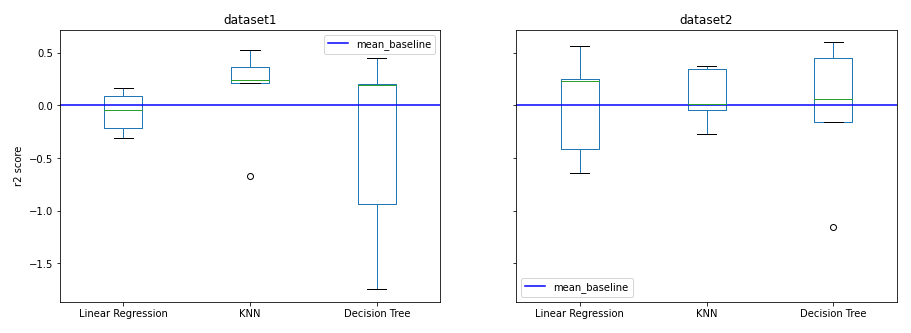 dataset1
dataset2
r2 score
0.5
0.0
−0.5
−1.0
−1.5
mean_baseline
mean_baseline
Linear Regression KNN Decision Tree
Linear Regression KNN Decision Tree